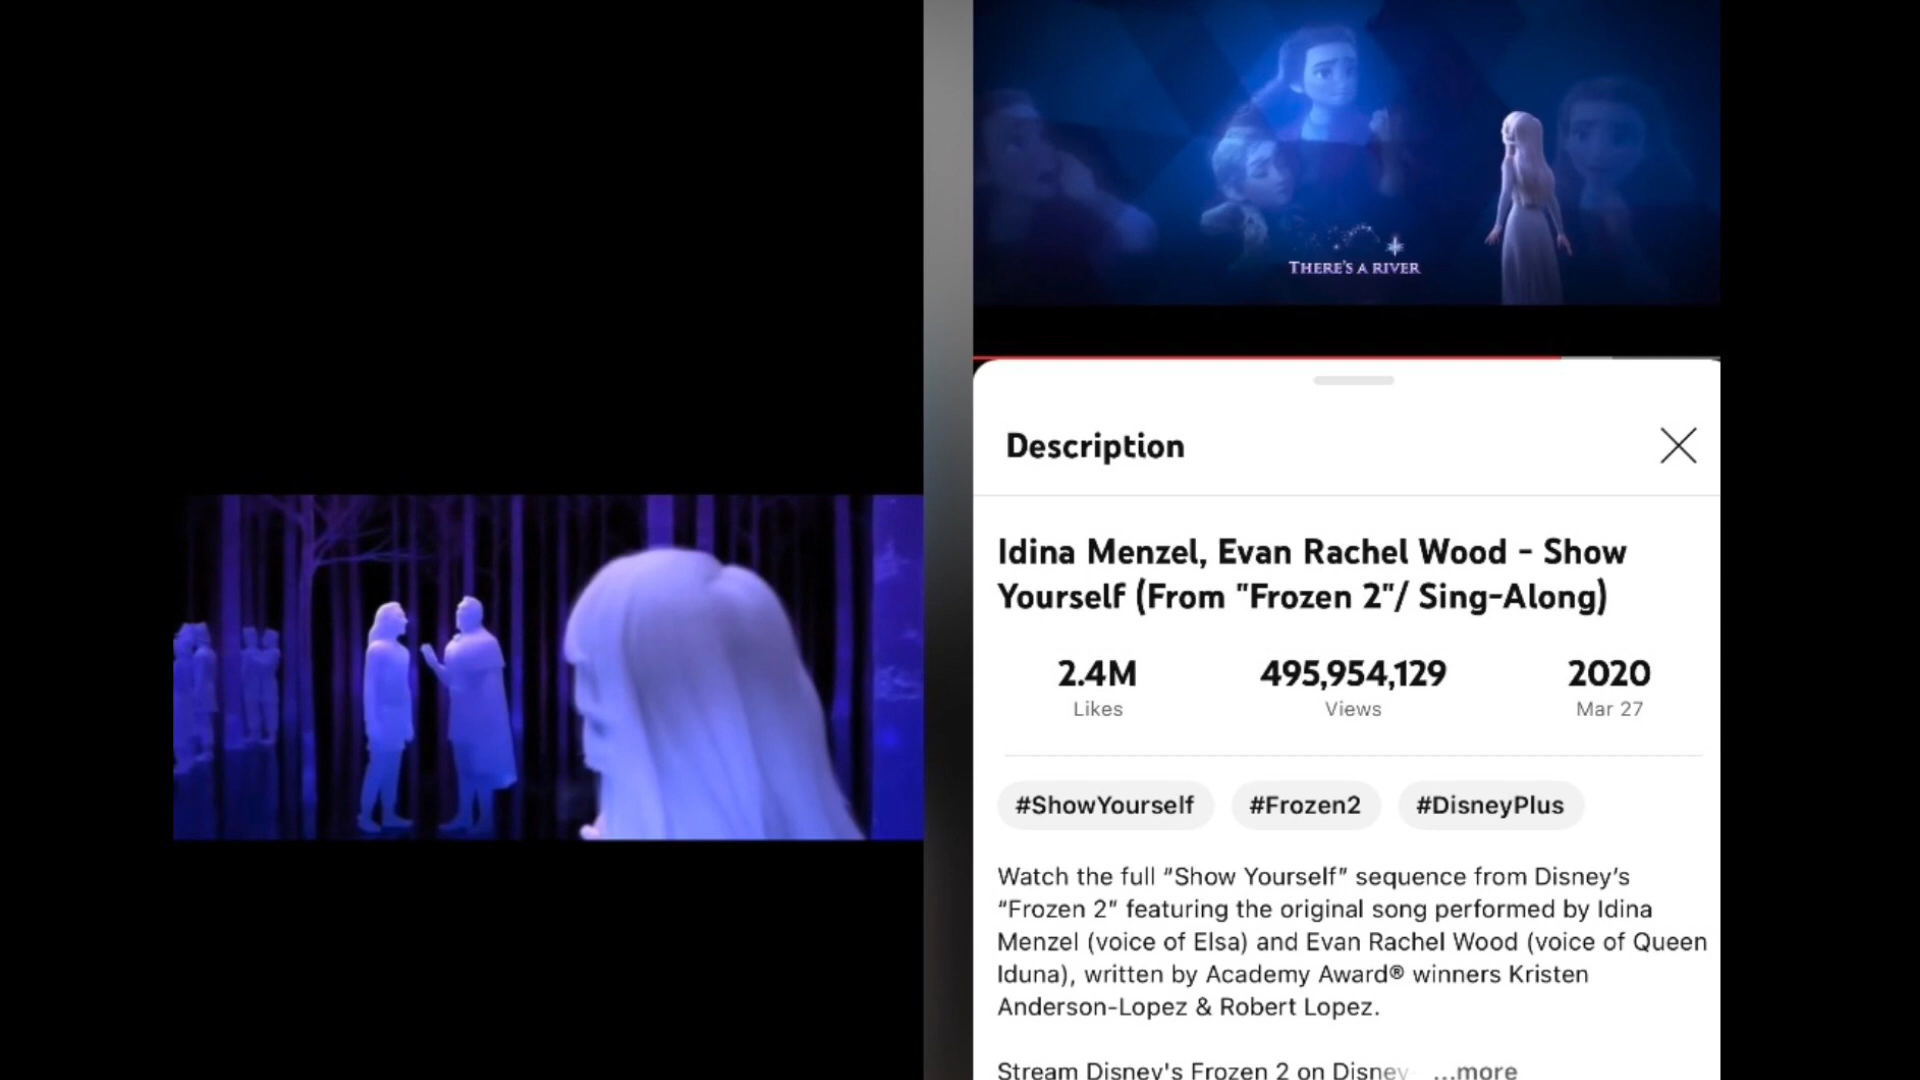 THERE'S A RIVER
Description
Idina Menzel, Evan Rachel Wood - Show
Yourself (From "Frozen 2"/ Sing-Along)
2.4M 495,954,129 2020
Likes Views Mar 27
#ShowYourself #Frozen2 #DisneyPlus
Watch the full "Show Yourself" sequence from Disney's
"Frozen 2" featuring the original song performed by Idina
Menzel (voice of Elsa) and Evan Rachel Wood (voice of Queen
Iduna), written by Academy Award® winners Kristen
Anderson-Lopez & Robert Lopez.
Stream Disney's Frozen 2 on Disney ...more